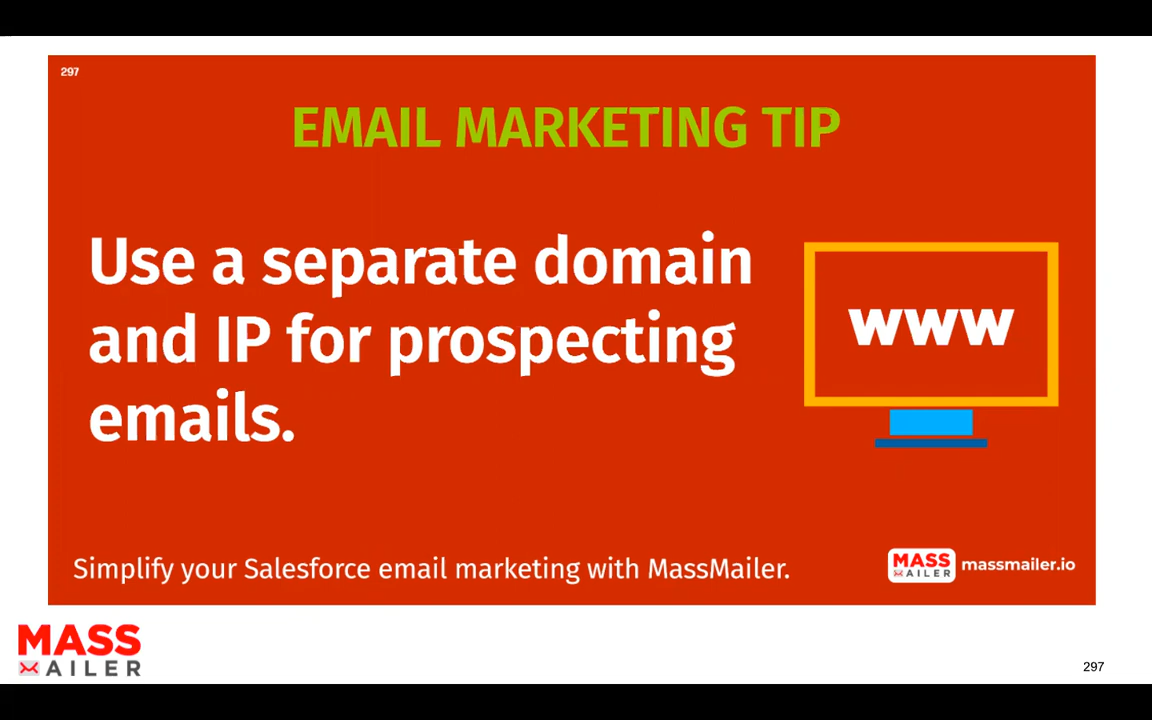 297
EMAIL MARKETING TIP
Use a separate domain
and IP for prospecting
emails.
www
Simplify your Salesforce email marketing with MassMailer.
MASS
MAILER
massmailer.io
MASS
MAILER
297